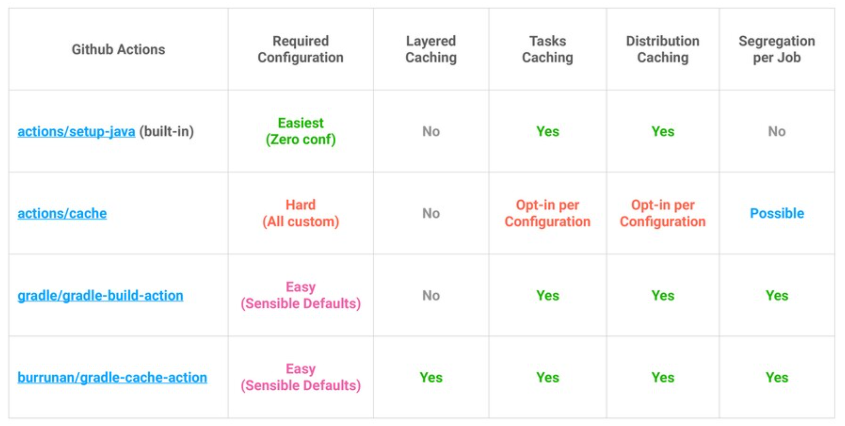 Github Actions
Required
Configuration
Layered
Caching
Tasks
Caching
Distribution
Caching
Segregation
per Job
actions/setup-java (built-in)
Easiest
(Zero conf)
No
Yes
Yes
No
actions/cache
Hard
(All custom)
No
Opt-in per
Configuration
Opt-in per
Configuration
Possible
gradle/gradle-build-action
Easy
(Sensible Defaults)
No
Yes
Yes
Yes
burrunan/gradle-cache-action
Easy
(Sensible Defaults)
Yes
Yes
Yes
Yes